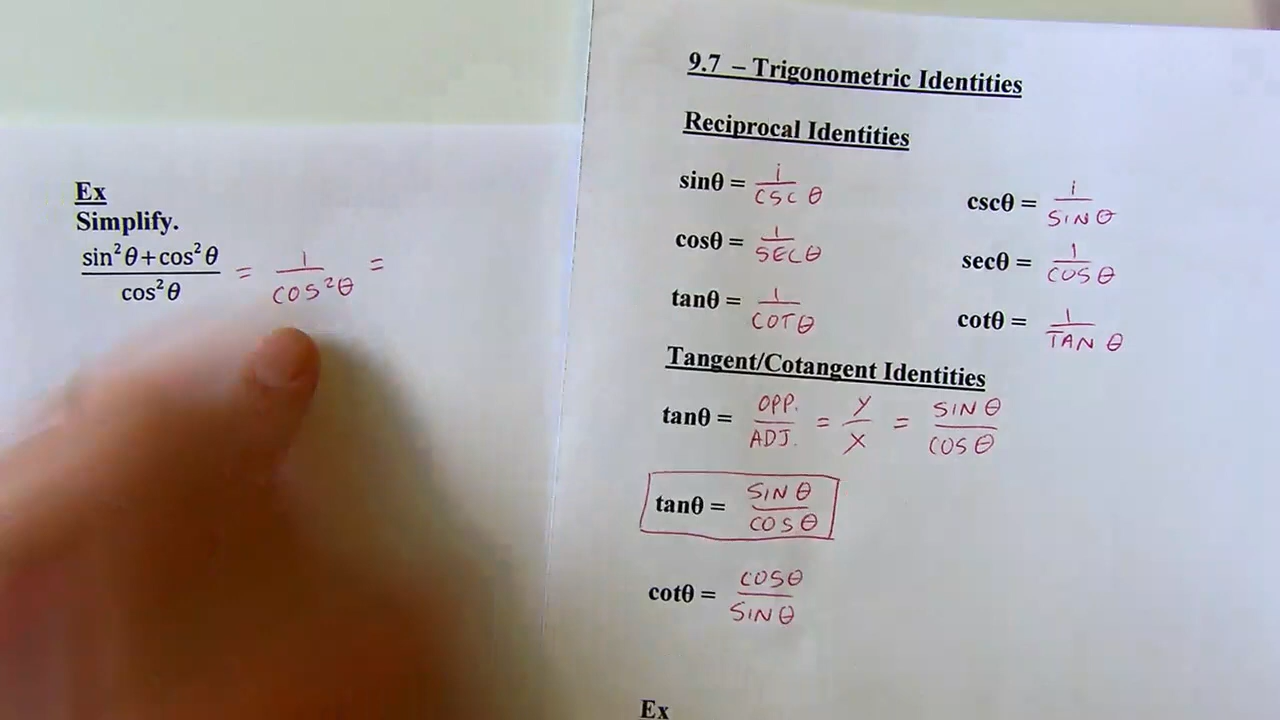 Ex
Simplify.
sin²θ+cos²θ / cos²θ = 1 / COS²θ =
9.7 – Trigonometric Identities
Reciprocal Identities
sinθ = 1 / CSC θ
cscθ = 1 / SIN θ
cosθ = 1 / SEC θ
secθ = 1 / COS θ
tanθ = 1 / COT θ
cotθ = 1 / TAN θ
Tangent/Cotangent Identities
tanθ = OPP. / ADJ. = Y / X = SIN θ / COS θ
tanθ = SIN θ / COS θ
cotθ = COS θ / SIN θ
Ex